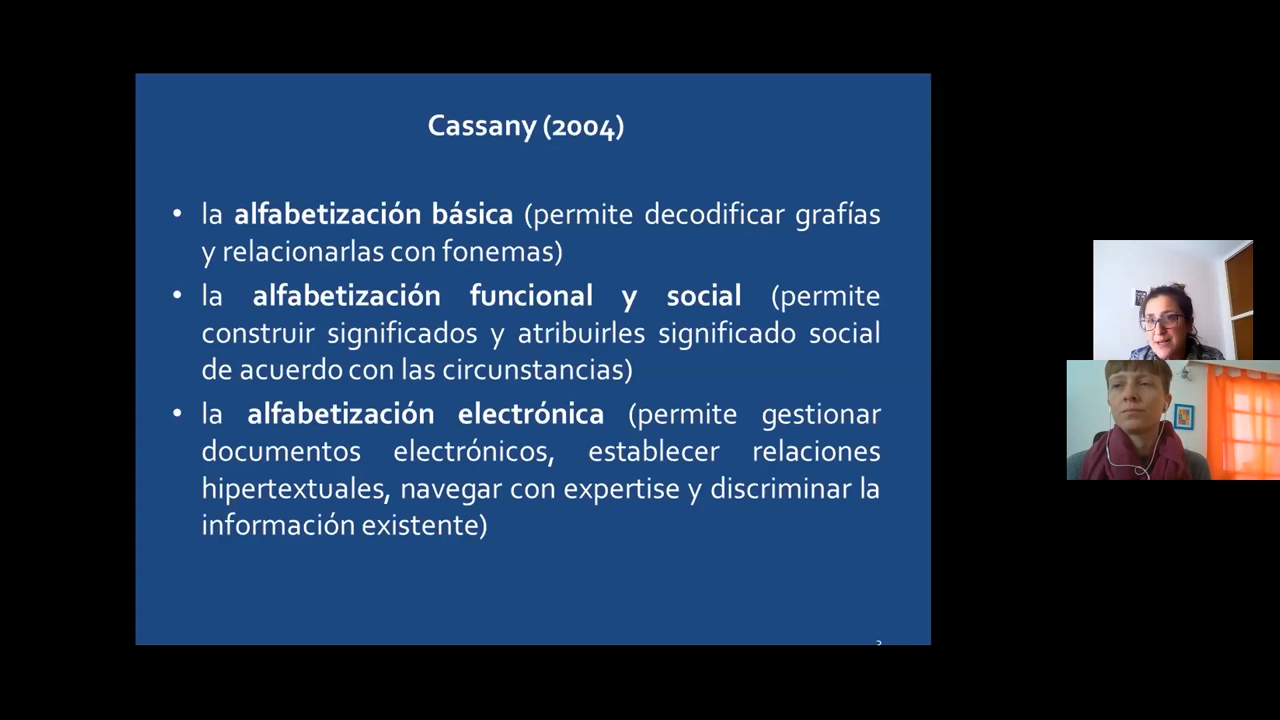 Cassany (2004)
• la alfabetización básica (permite decodificar grafías
y relacionarlas con fonemas)
• la alfabetización funcional y social (permite
construir significados y atribuirles significado social
de acuerdo con las circunstancias)
• la alfabetización electrónica (permite gestionar
documentos electrónicos, establecer relaciones
hipertextuales, navegar con expertise y discriminar la
información existente)